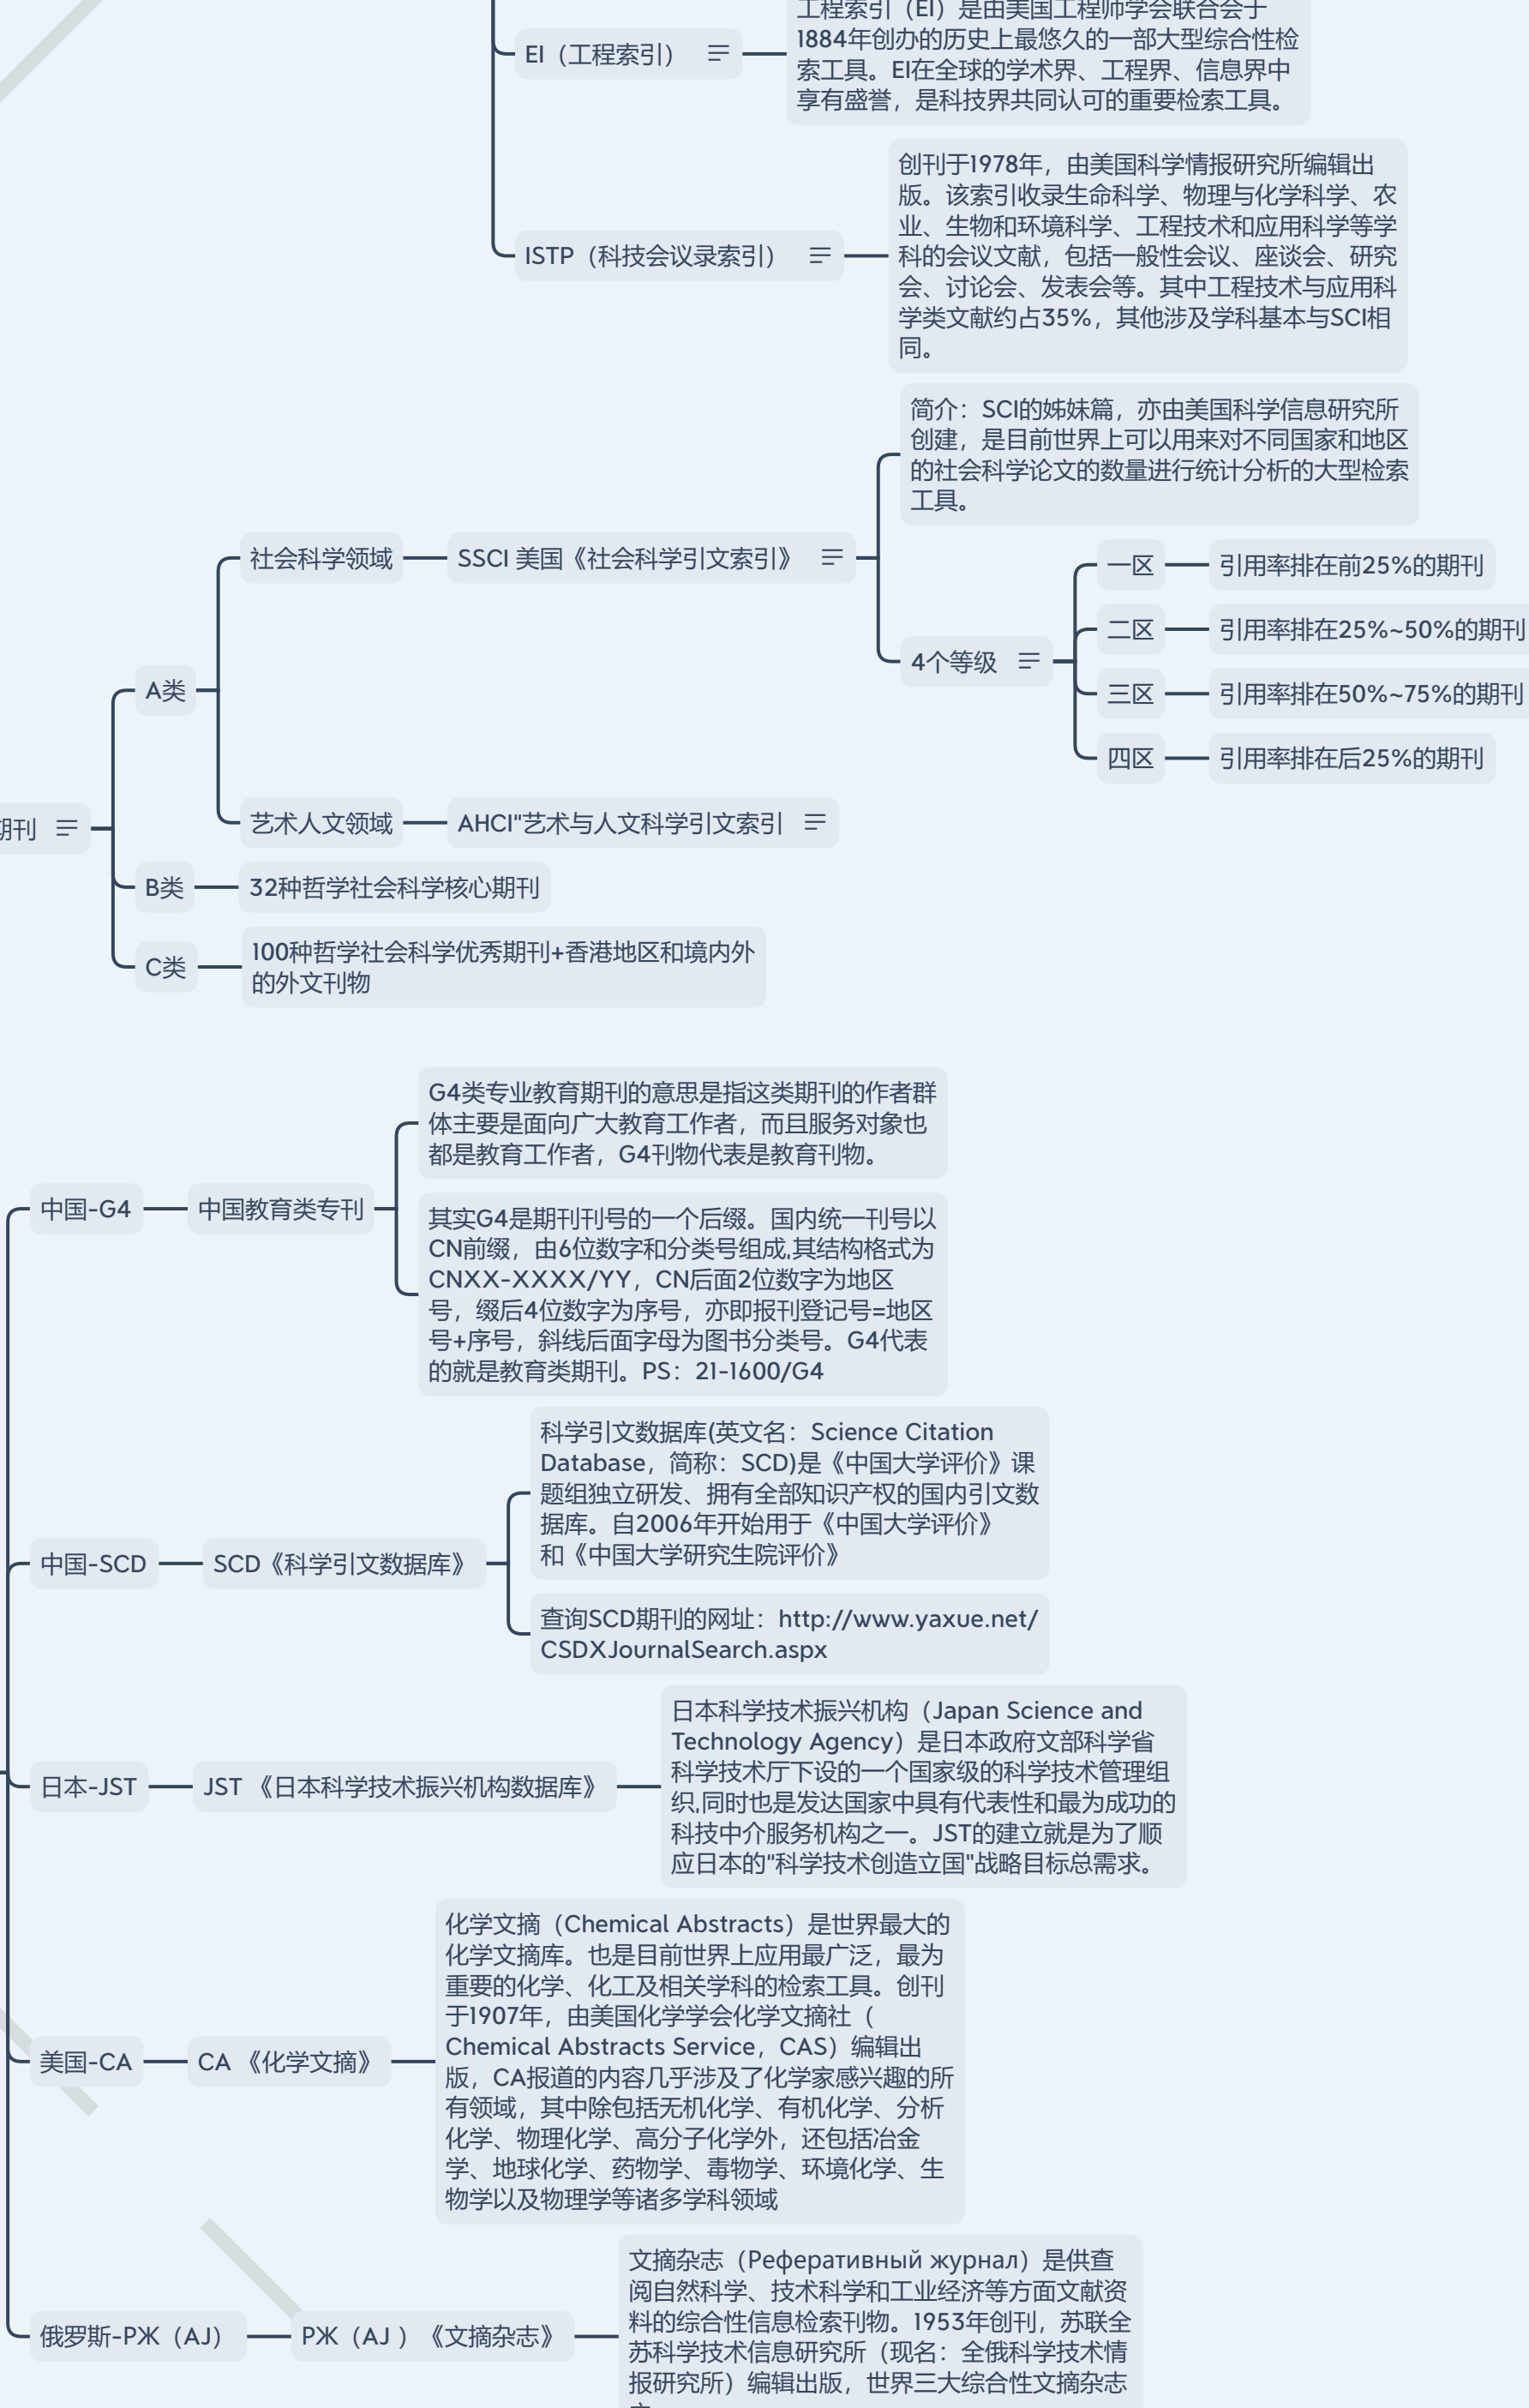 工程索引（EI）是由美国工程师学会联合会于
1884年创办的历史上最悠久的一部大型综合性检
索工具。EI在全球的学术界、工程界、信息界中
享有盛誉，是科技界共同认可的重要检索工具。
EI（工程索引）
创刊于1978年，由美国科学情报研究所编辑出
版。该索引收录生命科学、物理与化学科学、农
业、生物和环境科学、工程技术和应用科学等学
科的会议文献，包括一般性会议、座谈会、研究
会、讨论会、发表会等。其中工程技术与应用科
学类文献约占35%，其他涉及学科基本与SCI相
同。
ISTP（科技会议录索引）
简介：SCI的姊妹篇，亦由美国科学信息研究所
创建，是目前世界上可以用来对不同国家和地区
的社会科学论文的数量进行统计分析的大型检索
工具。
社会科学领域
SSCI 美国《社会科学引文索引》
一区
引用率排在前25%的期刊
二区
引用率排在25%~50%的期刊
4个等级
三区
引用率排在50%~75%的期刊
四区
引用率排在后25%的期刊
A类
艺术人文领域
AHCI"艺术与人文科学引文索引
期刊
B类
32种哲学社会科学核心期刊
C类
100种哲学社会科学优秀期刊+香港地区和境内外
的外文刊物
G4类专业教育期刊的意思是指这类期刊的作者群
体主要是面向广大教育工作者，而且服务对象也
都是教育工作者，G4刊物代表是教育刊物。
中国-G4
中国教育类专刊
其实G4是期刊刊号的一个后缀。国内统一刊号以
CN前缀，由6位数字和分类号组成,其结构格式为
CNXX-XXXX/YY，CN后面2位数字为地区
号，缀后4位数字为序号，亦即报刊登记号=地区
号+序号，斜线后面字母为图书分类号。G4代表
的就是教育类期刊。PS：21-1600/G4
科学引文数据库(英文名：Science Citation
Database，简称：SCD)是《中国大学评价》课
题组独立研发、拥有全部知识产权的国内引文数
据库。自2006年开始用于《中国大学评价》
和《中国大学研究生院评价》
中国-SCD
SCD《科学引文数据库》
查询SCD期刊的网址：http://www.yaxue.net/
CSDXJournalSearch.aspx
日本科学技术振兴机构（Japan Science and
Technology Agency）是日本政府文部科学省
科学技术厅下设的一个国家级的科学技术管理组
织,同时也是发达国家中具有代表性和最为成功的
科技中介服务机构之一。JST的建立就是为了顺
应日本的"科学技术创造立国"战略目标总需求。
日本-JST
JST 《日本科学技术振兴机构数据库》
化学文摘（Chemical Abstracts）是世界最大的
化学文摘库。也是目前世界上应用最广泛，最为
重要的化学、化工及相关学科的检索工具。创刊
于1907年，由美国化学学会化学文摘社（
Chemical Abstracts Service，CAS）编辑出
版，CA报道的内容几乎涉及了化学家感兴趣的所
有领域，其中除包括无机化学、有机化学、分析
化学、物理化学、高分子化学外，还包括冶金
学、地球化学、药物学、毒物学、环境化学、生
物学以及物理学等诸多学科领域
美国-CA
CA 《化学文摘》
文摘杂志（Реферативный журнал）是供查
阅自然科学、技术科学和工业经济等方面文献资
料的综合性信息检索刊物。1953年创刊，苏联全
苏科学技术信息研究所（现名：全俄科学技术情
报研究所）编辑出版，世界三大综合性文摘杂志
俄罗斯-РЖ（AJ）
РЖ（AJ ）《文摘杂志》